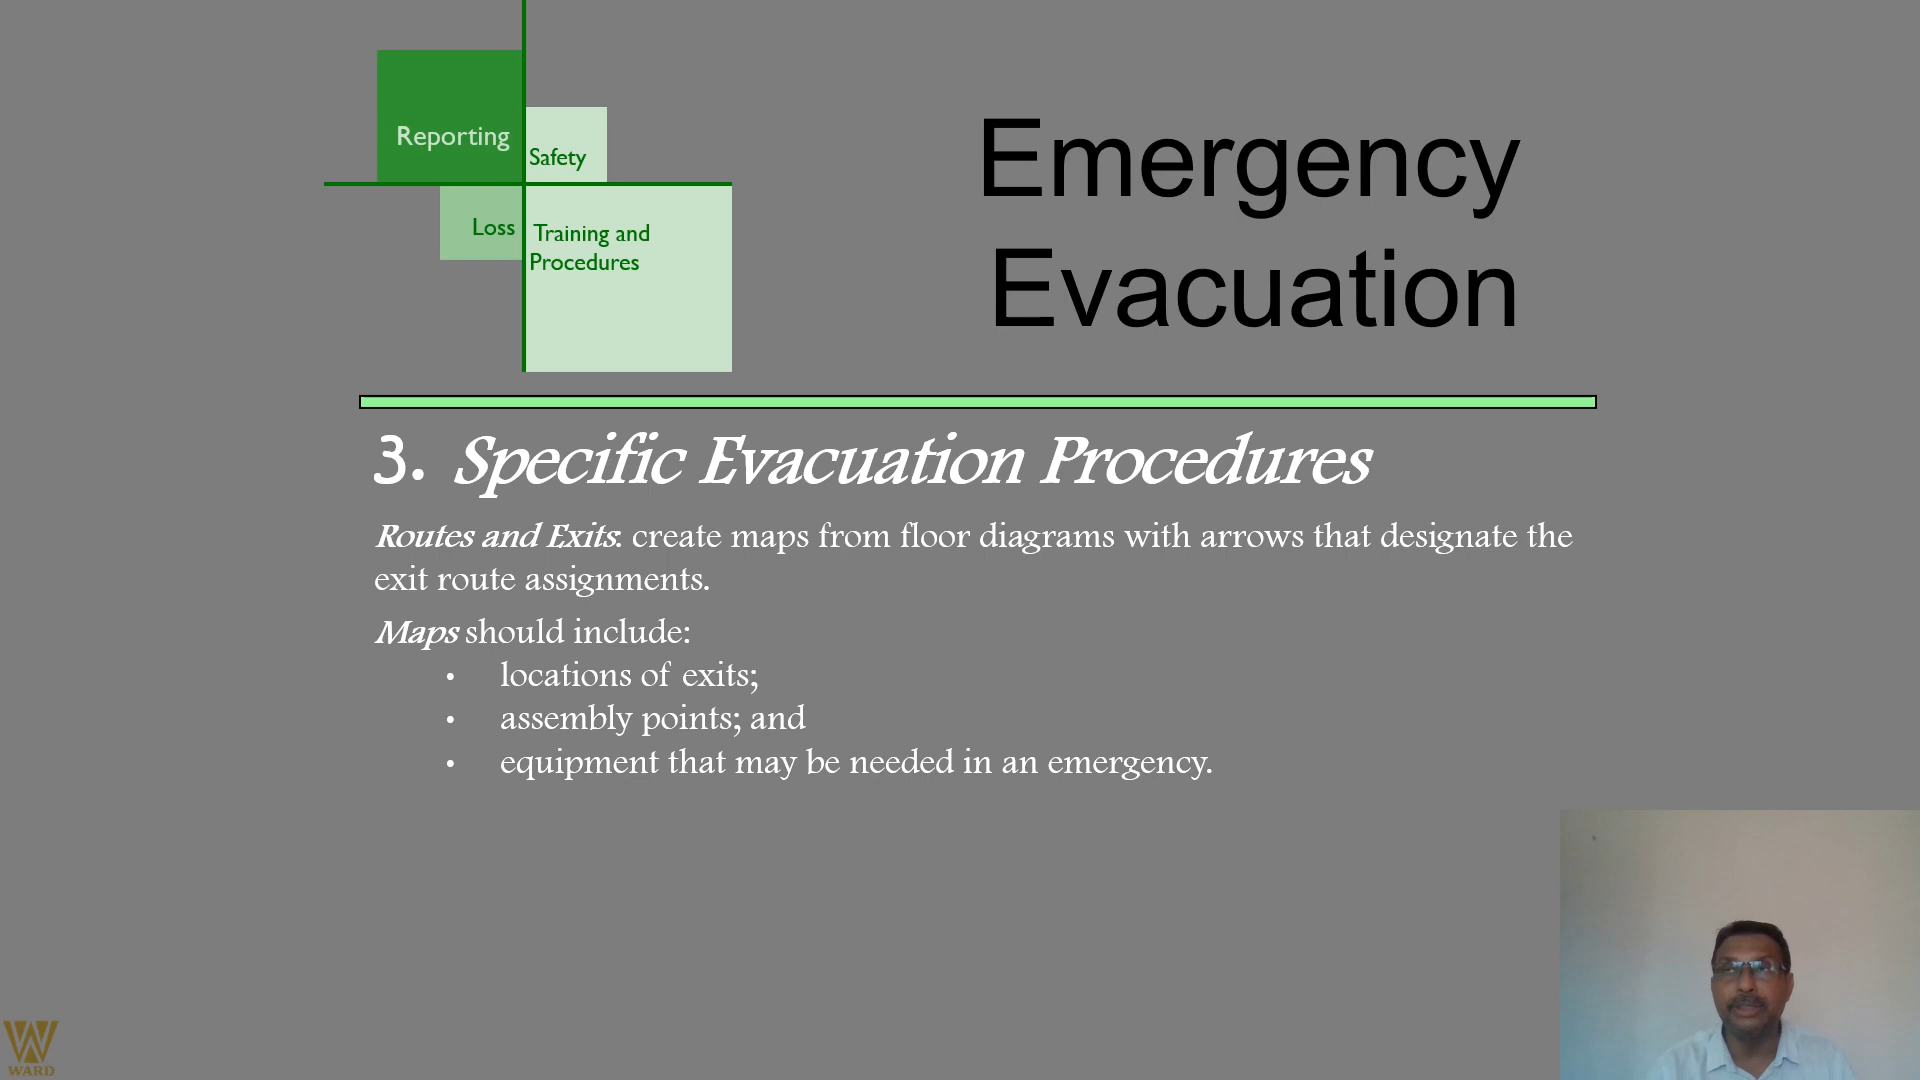 Reporting
Safety
Loss
Training and
Procedures
Emergency
Evacuation
3. Specific Evacuation Procedures
Routes and Exits: create maps from floor diagrams with arrows that designate the
exit route assignments.
Maps should include:
• locations of exits;
• assembly points; and
• equipment that may be needed in an emergency.
WARD